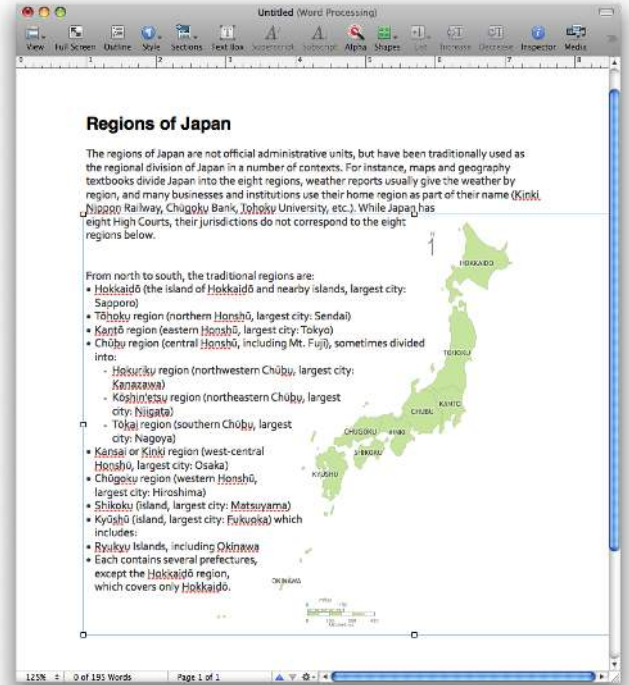 Untitled (Word Processing)
View Full Screen Outline Style Sections Text Box Superscript Subscript Alpha Shapes List Increase Decrease Inspector Media
0 1 2 3 4 5 6 7 8
Regions of Japan
The regions of Japan are not official administrative units, but have been traditionally used as
the regional division of Japan in a number of contexts. For instance, maps and geography
textbooks divide Japan into the eight regions, weather reports usually give the weather by
region, and many businesses and institutions use their home region as part of their name (Kinki
Nippon Railway, Chūgoku Bank, Tohoku University, etc.). While Japan has
eight High Courts, their jurisdictions do not correspond to the eight
regions below.
From north to south, the traditional regions are:
• Hokkaidō (the island of Hokkaidō and nearby islands, largest city:
Sapporo)
• Tōhoku region (northern Honshū, largest city: Sendai)
• Kantō region (eastern Honshū, largest city: Tokyo)
• Chūbu region (central Honshū, including Mt. Fuji), sometimes divided
into:
- Hokuriku region (northwestern Chūbu, largest city:
Kanazawa)
- Kōshin'etsu region (northeastern Chūbu, largest
city: Niigata)
- Tōkai region (southern Chūbu, largest
city: Nagoya)
• Kansai or Kinki region (west-central
Honshū, largest city: Osaka)
• Chūgoku region (western Honshū,
largest city: Hiroshima)
• Shikoku (island, largest city: Matsuyama)
• Kyūshū (island, largest city: Fukuoka) which
includes:
• Ryukyu Islands, including Okinawa
• Each contains several prefectures,
except the Hokkaidō region,
which covers only Hokkaidō.
N
HOKKAIDO
TOHOKU
KANTO
CHUBU
CHUGOKU KINKI
SHIKOKU
KYUSHU
OKINAWA
125% 0 of 195 Words Page 1 of 1